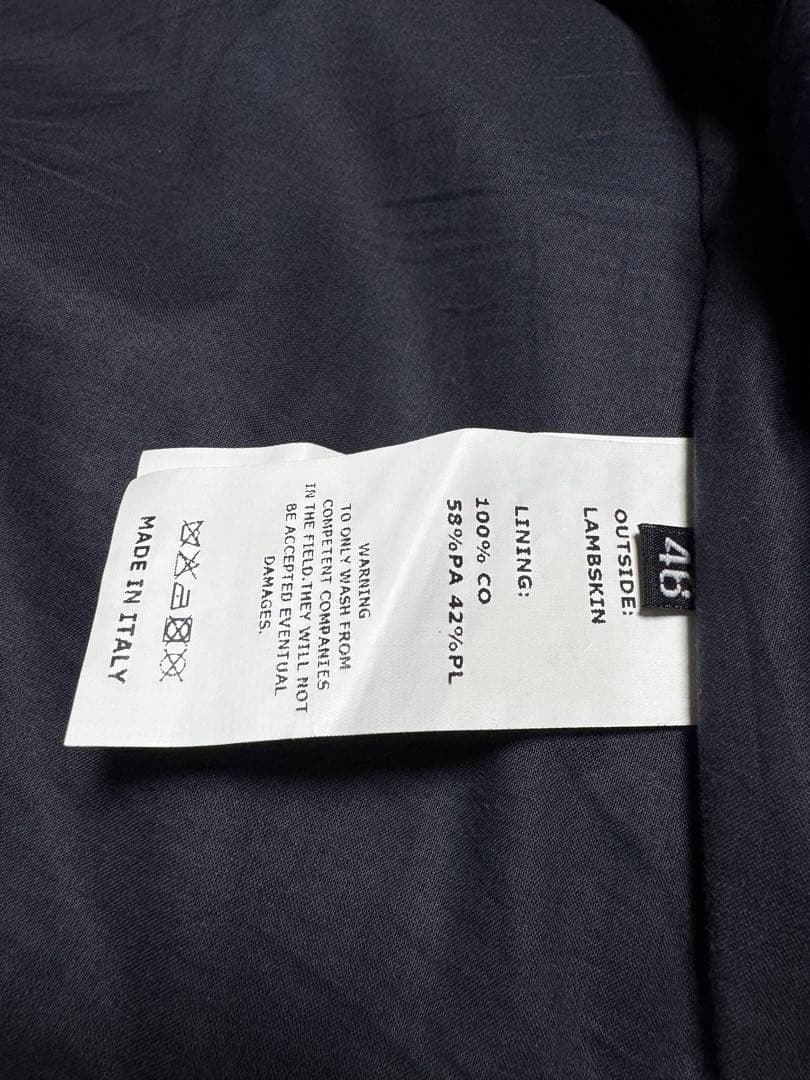 46
OUTSIDE:
LAMBSKIN
LINING:
100% CO
58%PA 42%PL
WARNING
TO ONLY WASH FROM
COMPETENT COMPANIES
IN THE FIELD.THEY WILL NOT
BE ACCEPTED EVENTUAL
DAMAGES.
MADE IN ITALY